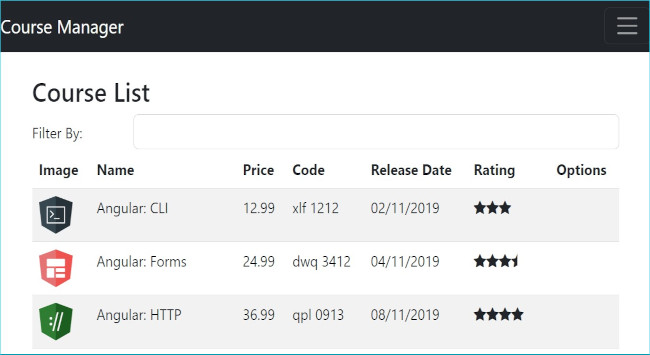 Course Manager
Course List
Filter By:
Image Name Price Code Release Date Rating Options
Angular: CLI 12.99 xlf 1212 02/11/2019
Angular: Forms 24.99 dwq 3412 04/11/2019
Angular: HTTP 36.99 qpl 0913 08/11/2019